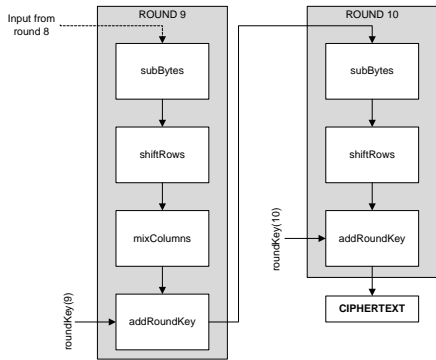 ROUND 9
Input from
round 8
subBytes
shiftRows
mixColumns
roundKey(9)
addRoundKey
ROUND 10
subBytes
shiftRows
roundKey(10)
addRoundKey
CIPHERTEXT